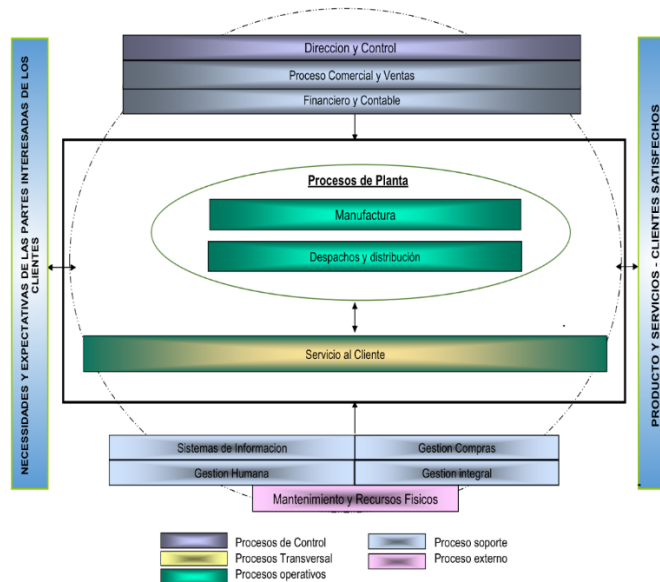 NECESSIDADES Y EXPECTATIVAS DE LAS PARTES INTERESADAS DE LOS
CLIENTES
Direccion y Control
Proceso Comercial y Ventas
Financiero y Contable
Procesos de Planta
Manufactura
Despachos y distribución
Servicio al Cliente
Sistemas de Informacion
Gestion Compras
Gestion Humana
Gestion integral
Mantenimiento y Recursos Fisicos
PRODUCTO Y SERVICIOS - CLIENTES SATISFECHOS
Procesos de Control
Proceso soporte
Procesos Transversal
Proceso externo
Procesos operativos